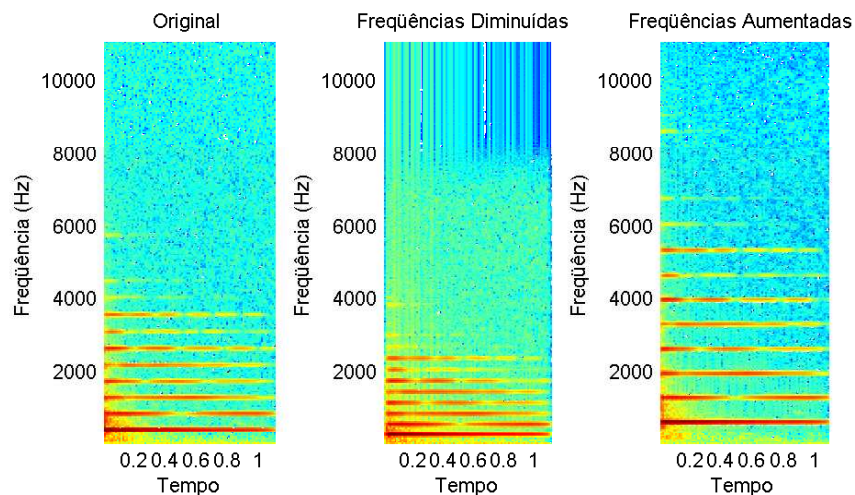 Original
Freqüências Diminuídas
Freqüências Aumentadas
Freqüência (Hz)
10000
8000
6000
4000
2000
0.2 0.4 0.6 0.8 1
Tempo
Freqüência (Hz)
10000
8000
6000
4000
2000
0.2 0.4 0.6 0.8 1
Tempo
Freqüência (Hz)
10000
8000
6000
4000
2000
0.2 0.4 0.6 0.8 1
Tempo